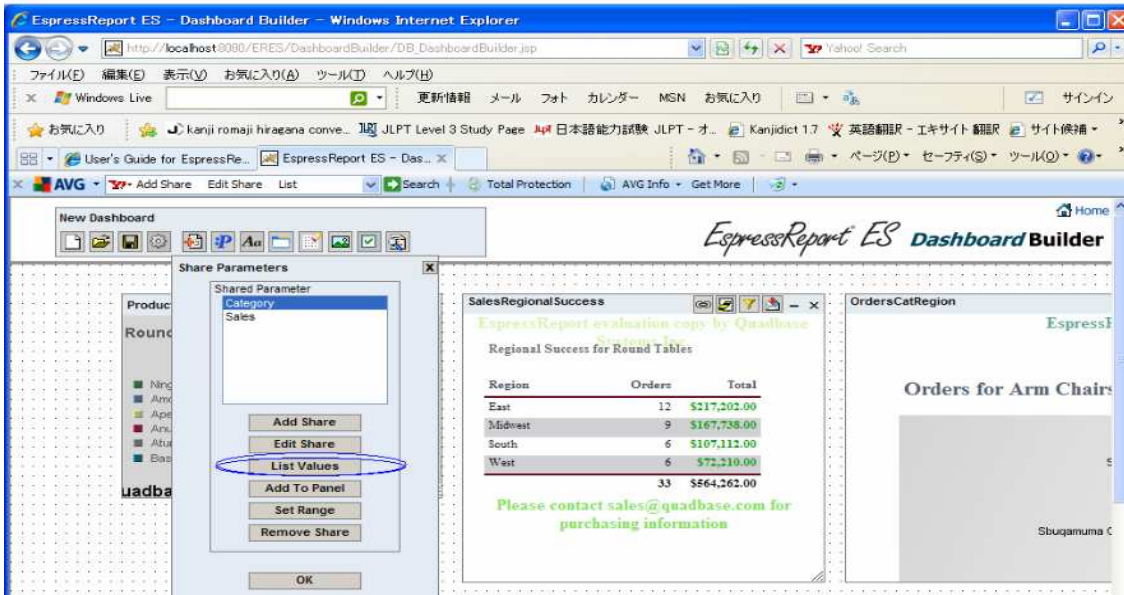 EspressReport ES - Dashboard Builder - Windows Internet Explorer
http://localhost:8080/ERES/DashboardBuilder/DB_DashboardBuilder.jsp
Yahoo! Search
ファイル(F) 編集(E) 表示(V) お気に入り(A) ツール(T) ヘルプ(H)
Windows Live
更新情報 メール フォト カレンダー MSN お気に入り
サインイン
お気に入り
kanji romaji hiragana conve...
JLPT Level 3 Study Page
日本語能力試験 JLPT - オ...
Kanjidict 1.7
英語翻訳 - エキサイト 翻訳
サイト候補
User's Guide for EspressRe...
EspressReport ES - Das...
ページ(P) セーフティ(S) ツール(O)
AVG
Add Share Edit Share List
Search
Total Protection
AVG Info
Get More
Home
New Dashboard
EspressReport ES Dashboard Builder
Share Parameters
Shared Parameter
Category
Sales
Add Share
Edit Share
List Values
Add To Panel
Set Range
Remove Share
OK
Produc
Round
Ning
Amo
Ape
Anu
Atua
Bas
uadba
SalesRegionalSuccess
EspressReport evaluation copy by Quadbase
Systems Inc.
Regional Success for Round Tables
Region Orders Total
East 12 $217,202.00
Midwest 9 $167,738.00
South 6 $107,112.00
West 6 $72,210.00
33 $564,262.00
Please contact sales@quadbase.com for
purchasing information
OrdersCatRegion
Espress
Orders for Arm Chairs
Sbuqamuma C